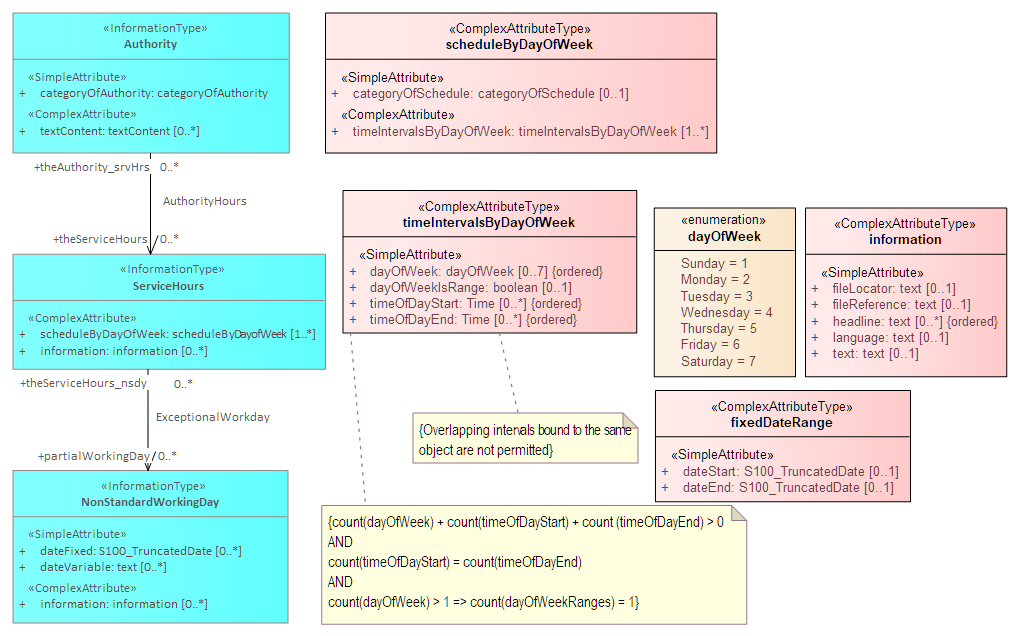 «InformationType»
Authority
«SimpleAttribute»
+ categoryOfAuthority: categoryOfAuthority
«ComplexAttribute»
+ textContent: textContent [0..*]
+theAuthority_srvHrs 0..*
AuthorityHours
+theServiceHours 0..*
«InformationType»
ServiceHours
«ComplexAttribute»
+ scheduleByDayOfWeek: scheduleByDayofWeek [1..*]
+ information: information [0..*]
+theServiceHours_nsdy 0..*
ExceptionalWorkday
+partialWorkingDay 0..*
«InformationType»
NonStandardWorkingDay
«SimpleAttribute»
+ dateFixed: S100_TruncatedDate [0..*]
+ dateVariable: text [0..*]
«ComplexAttribute»
+ information: information [0..*]
«ComplexAttributeType»
scheduleByDayOfWeek
«SimpleAttribute»
+ categoryOfSchedule: categoryOfSchedule [0..1]
«ComplexAttribute»
+ timeIntervalsByDayOfWeek: timeIntervalsByDayOfWeek [1..*]
«ComplexAttributeType»
timeIntervalsByDayOfWeek
«SimpleAttribute»
+ dayOfWeek: dayOfWeek [0..7] {ordered}
+ dayOfWeekIsRange: boolean [0..1]
+ timeOfDayStart: Time [0..*] {ordered}
+ timeOfDayEnd: Time [0..*] {ordered}
«enumeration»
dayOfWeek
Sunday = 1
Monday = 2
Tuesday = 3
Wednesday = 4
Thursday = 5
Friday = 6
Saturday = 7
«ComplexAttributeType»
information
«SimpleAttribute»
+ fileLocator: text [0..1]
+ fileReference: text [0..1]
+ headline: text [0..*] {ordered}
+ language: text [0..1]
+ text: text [0..1]
{Overlapping intervals bound to the same
object are not permitted}
«ComplexAttributeType»
fixedDateRange
«SimpleAttribute»
+ dateStart: S100_TruncatedDate [0..1]
+ dateEnd: S100_TruncatedDate [0..1]
{count(dayOfWeek) + count(timeOfDayStart) + count (timeOfDayEnd) > 0
AND
count(timeOfDayStart) = count(timeOfDayEnd)
AND
count(dayOfWeek) > 1 => count(dayOfWeekRanges) = 1}